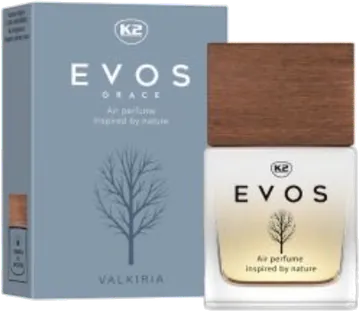 K2
EVOS
GRACE
Air perfume
inspired by nature
VALKIRIA
K2
EVOS
Air perfume
inspired by nature